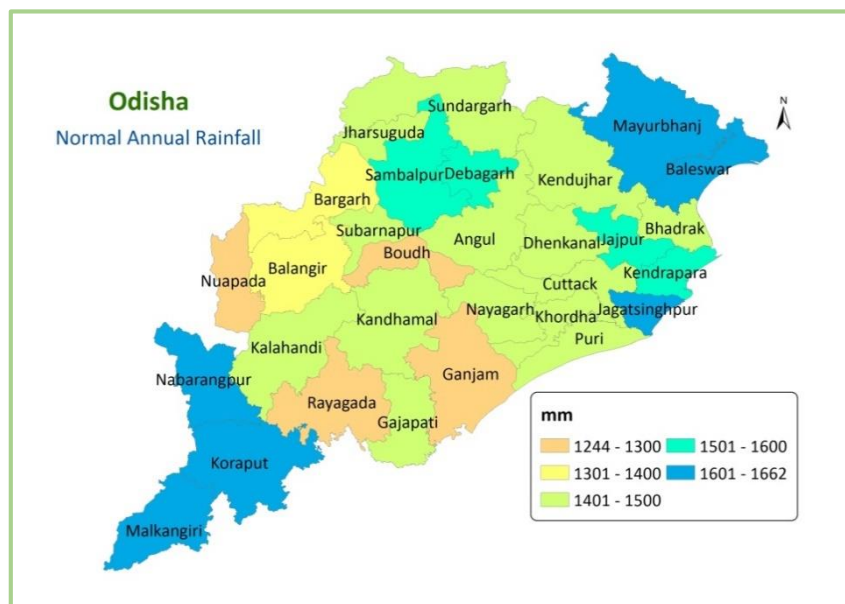 Odisha
Normal Annual Rainfall
N
Sundargarh
Jharsuguda
Mayurbhanj
Sambalpur
Debagarh
Kendujhar
Baleswar
Bargarh
Subarnapur
Angul
Dhenkanal
Jajpur
Bhadrak
Boudh
Nuapada
Balangir
Kendrapara
Cuttack
Kandhamal
Nayagarh
Khordha
Jagatsinghpur
Puri
Kalahandi
Nabarangpur
Ganjam
Rayagada
Gajapati
Koraput
Malkangiri
mm
1244 - 1300
1301 - 1400
1401 - 1500
1501 - 1600
1601 - 1662